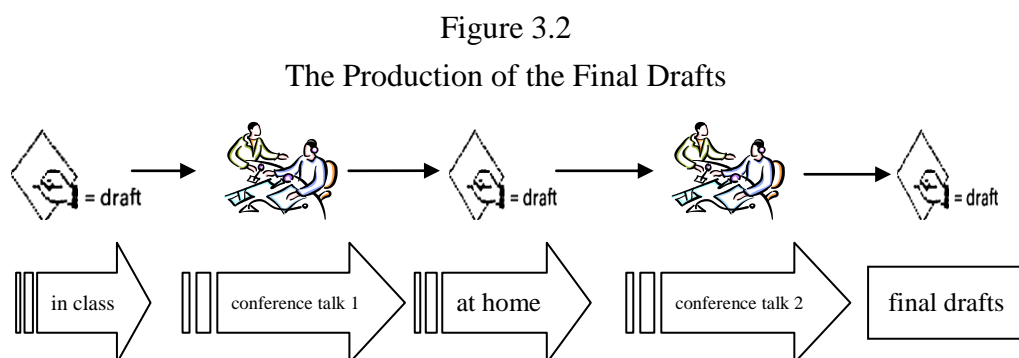 Figure 3.2
The Production of the Final Drafts
= draft
= draft
= draft
in class
conference talk 1
at home
conference talk 2
final drafts